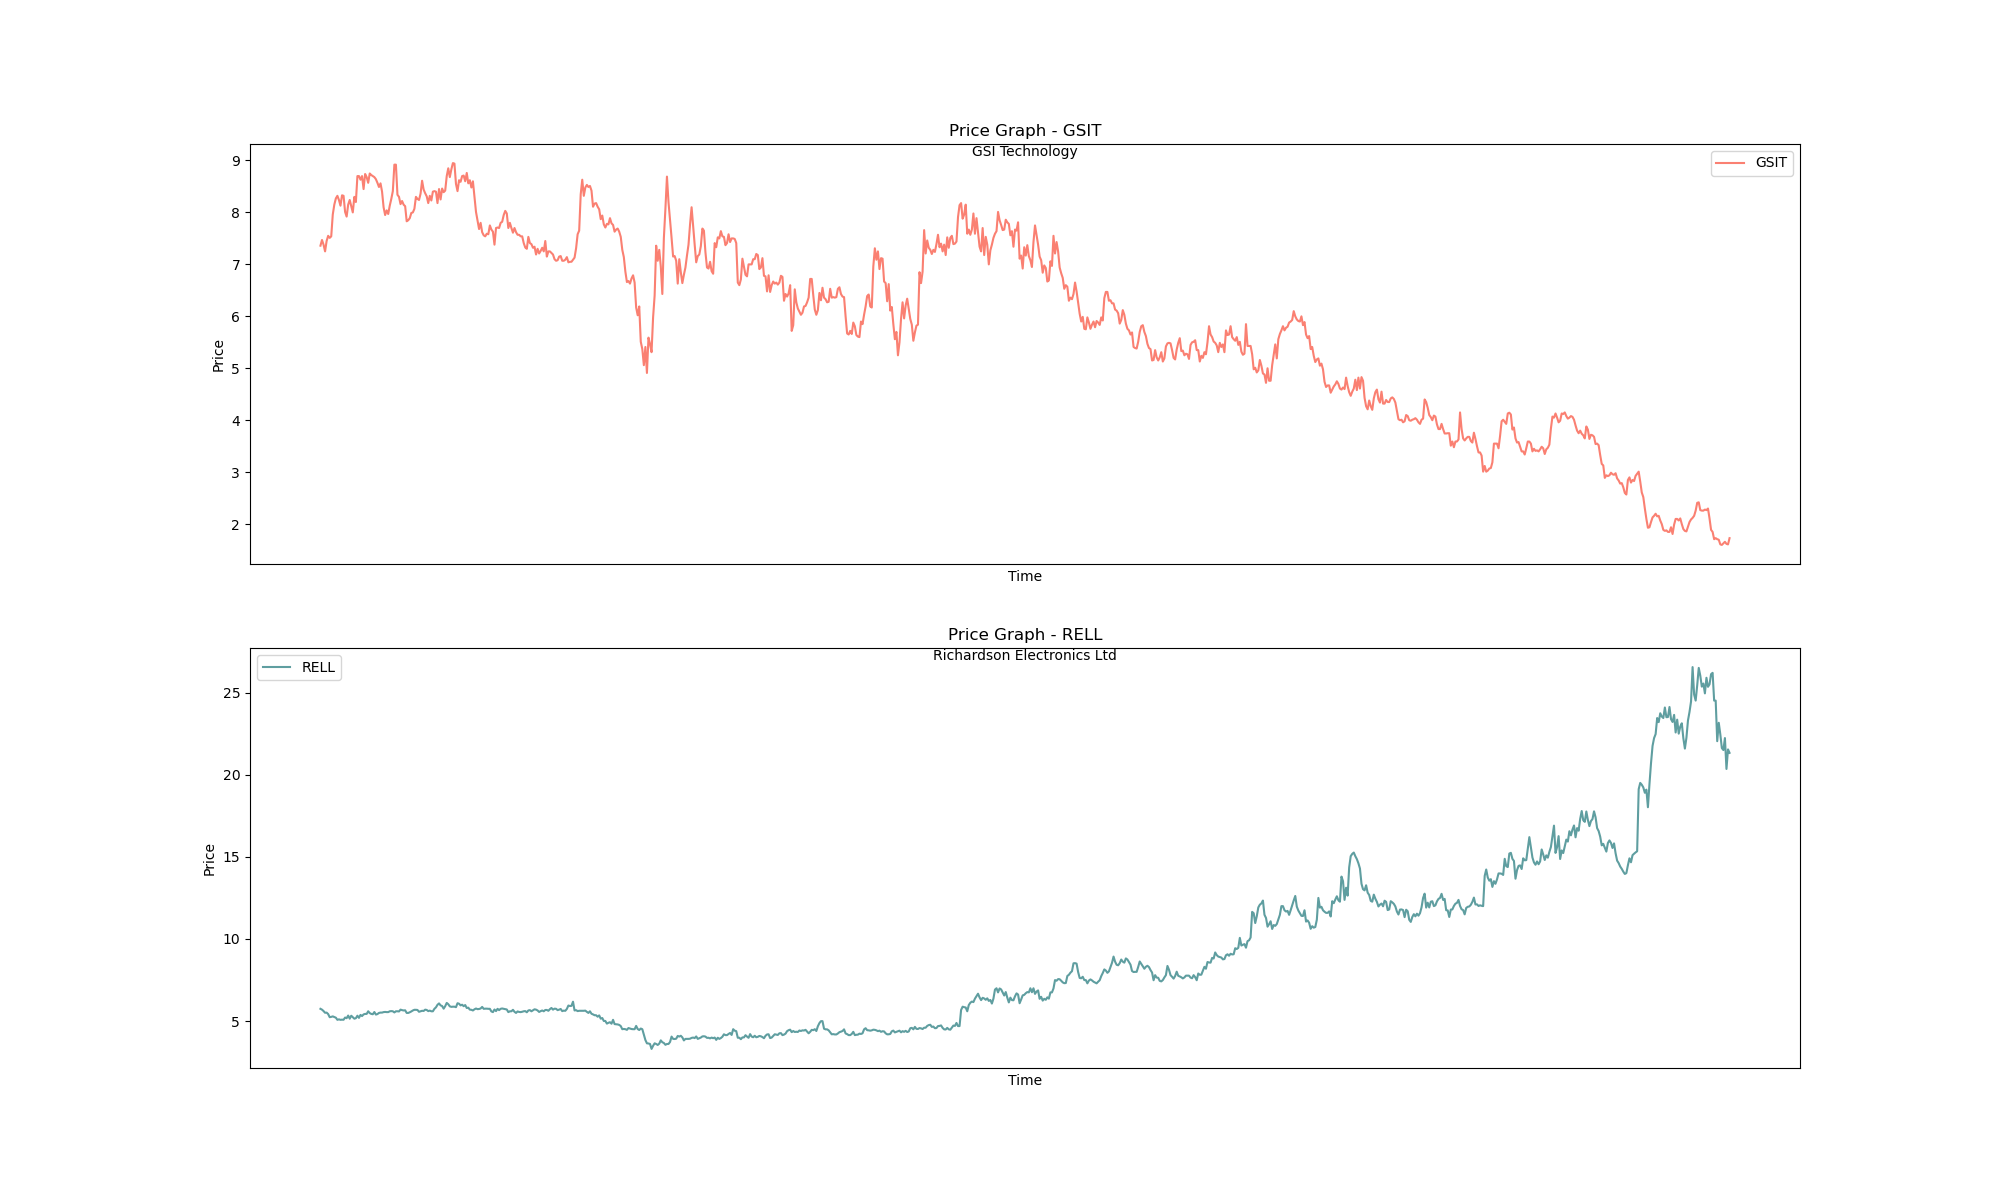 Price Graph - GSIT
GSI Technology
GSIT
9
8
7
6
5
4
3
2
Price
Time
Price Graph - RELL
Richardson Electronics Ltd
RELL
25
20
15
10
5
Price
Time